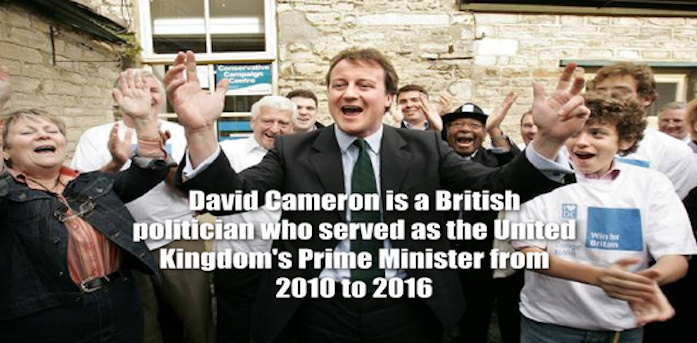 Conservative
Campaign
Centre
David Cameron is a British
politician who served as the United
Kingdom's Prime Minister from
2010 to 2016
Win for
Britain